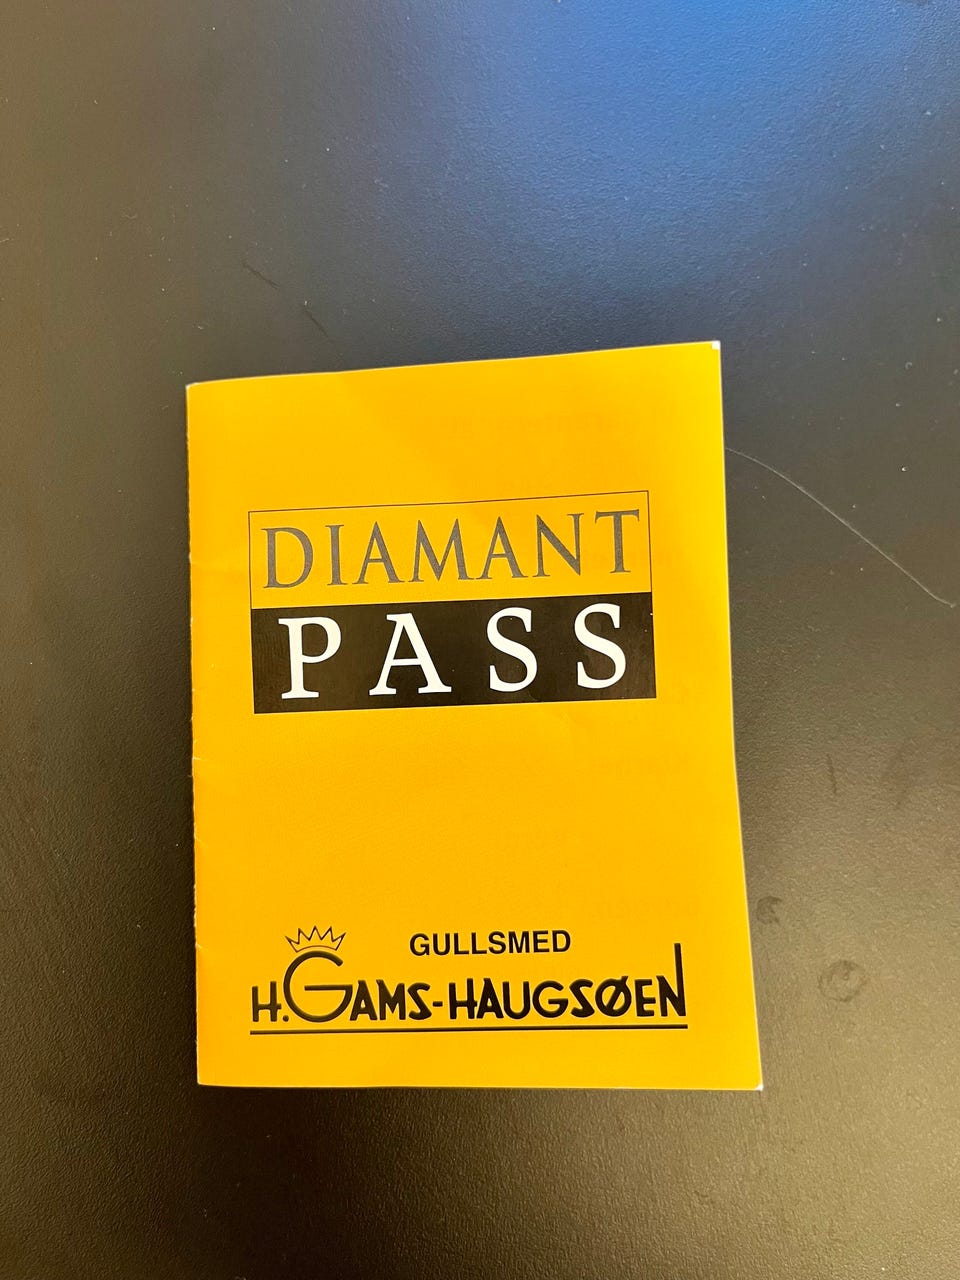 DIAMANT
PASS
GULLSMED
H. GAMS-HAUGSØEN